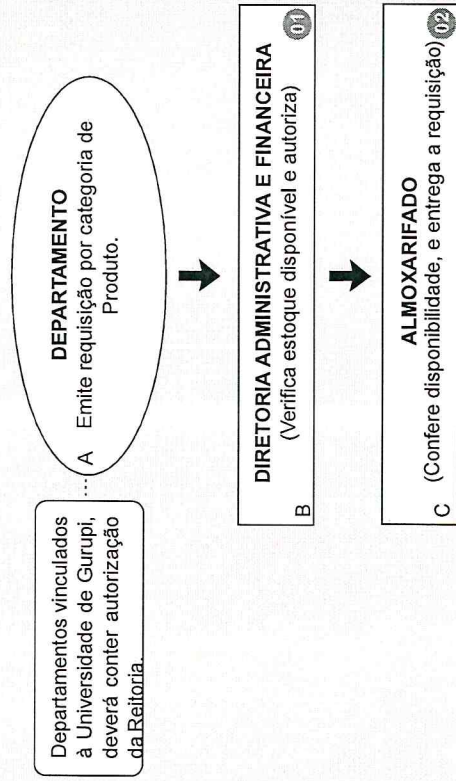 Departamentos vinculados
à Universidade de Gurupi,
deverá conter autorização
da Reitoria.
DEPARTAMENTO
A Emite requisição por categoria de
Produto.
DIRETORIA ADMINISTRATIVA E FINANCEIRA
(Verifica estoque disponível e autoriza)
B
01
ALMOXARIFADO
(Confere disponibilidade, e entrega a requisição)
C
02